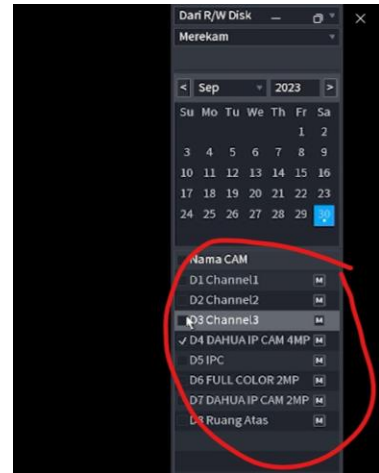 Dari R/W Disk
Merekam
< Sep 2023 >
Su Mo Tu We Th Fr Sa
1 2
3 4 5 6 7 8 9
10 11 12 13 14 15 16
17 18 19 20 21 22 23
24 25 26 27 28 29 30
Nama CAM
D1 Channel1 M
D2 Channel2 M
D3 Channel3 M
D4 DAHUA IP CAM 4MP M
D5 IPC M
D6 FULL COLOR 2MP M
D7 DAHUA IP CAM 2MP M
D8 Ruang Atas M